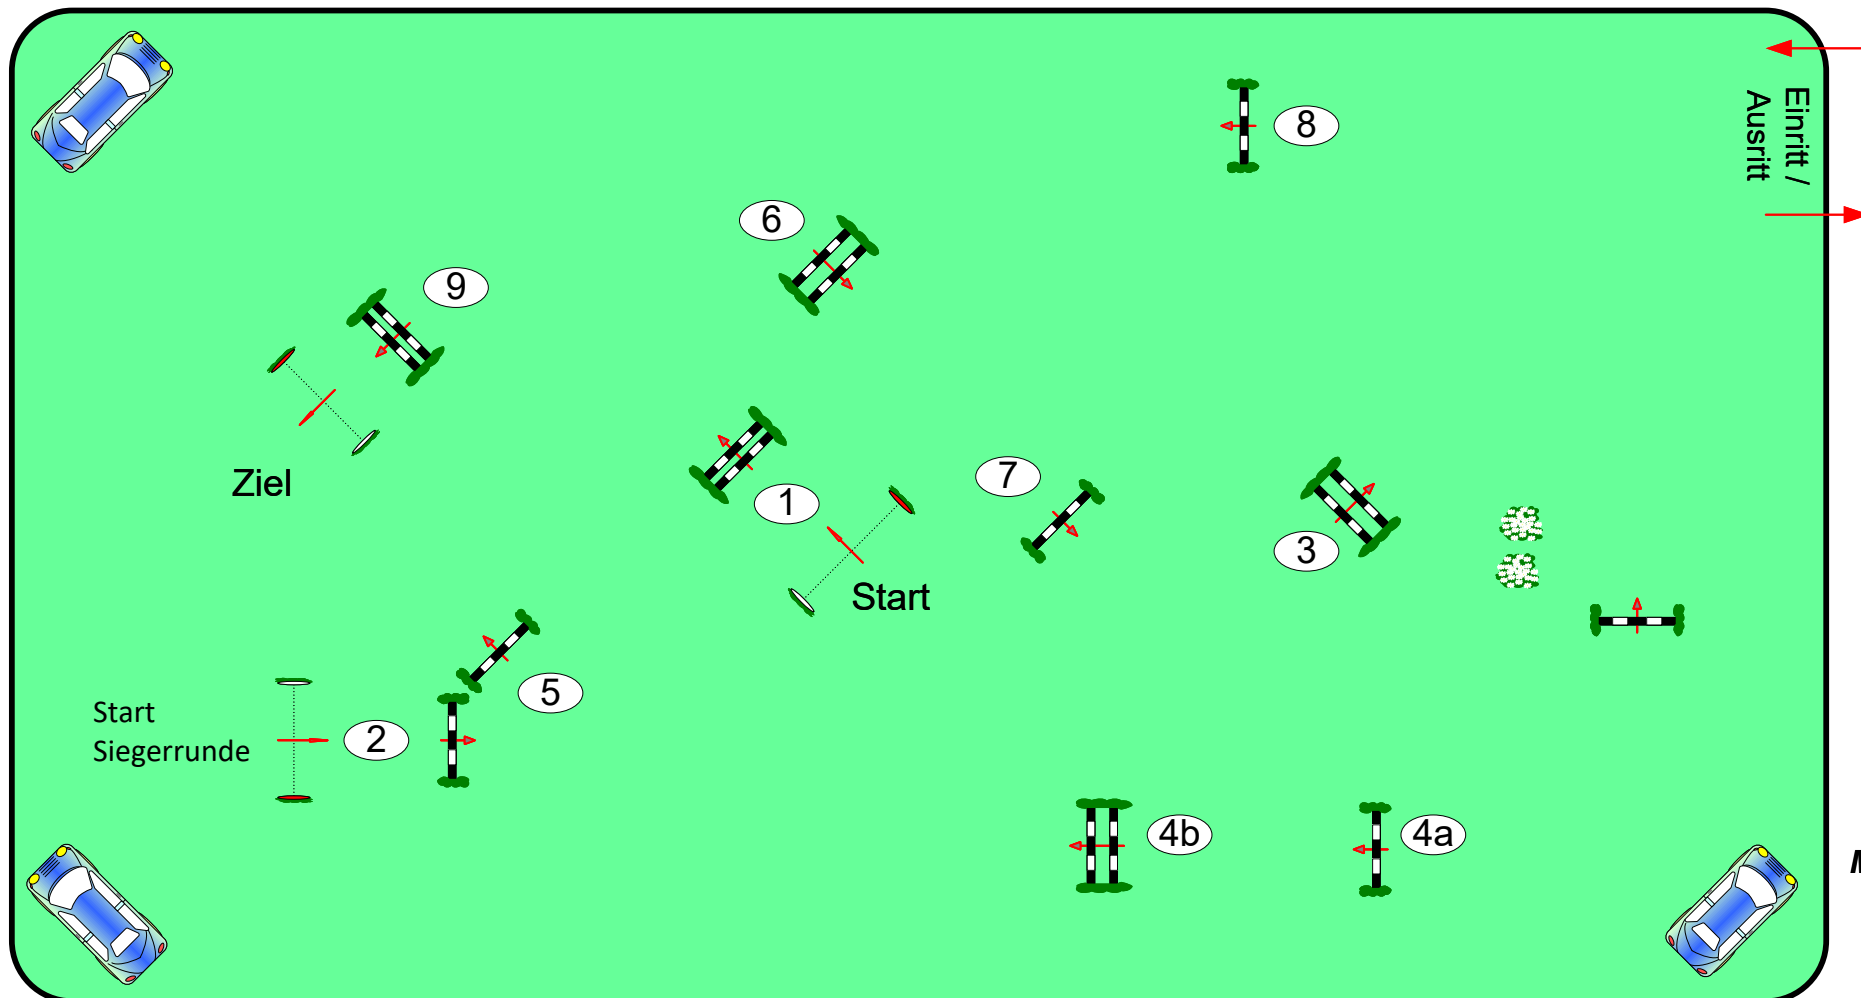 8
Einritt /
Ausritt
6
9
Ziel
7
1
3
Start
5
Start
Siegerrunde
2
4b
4a